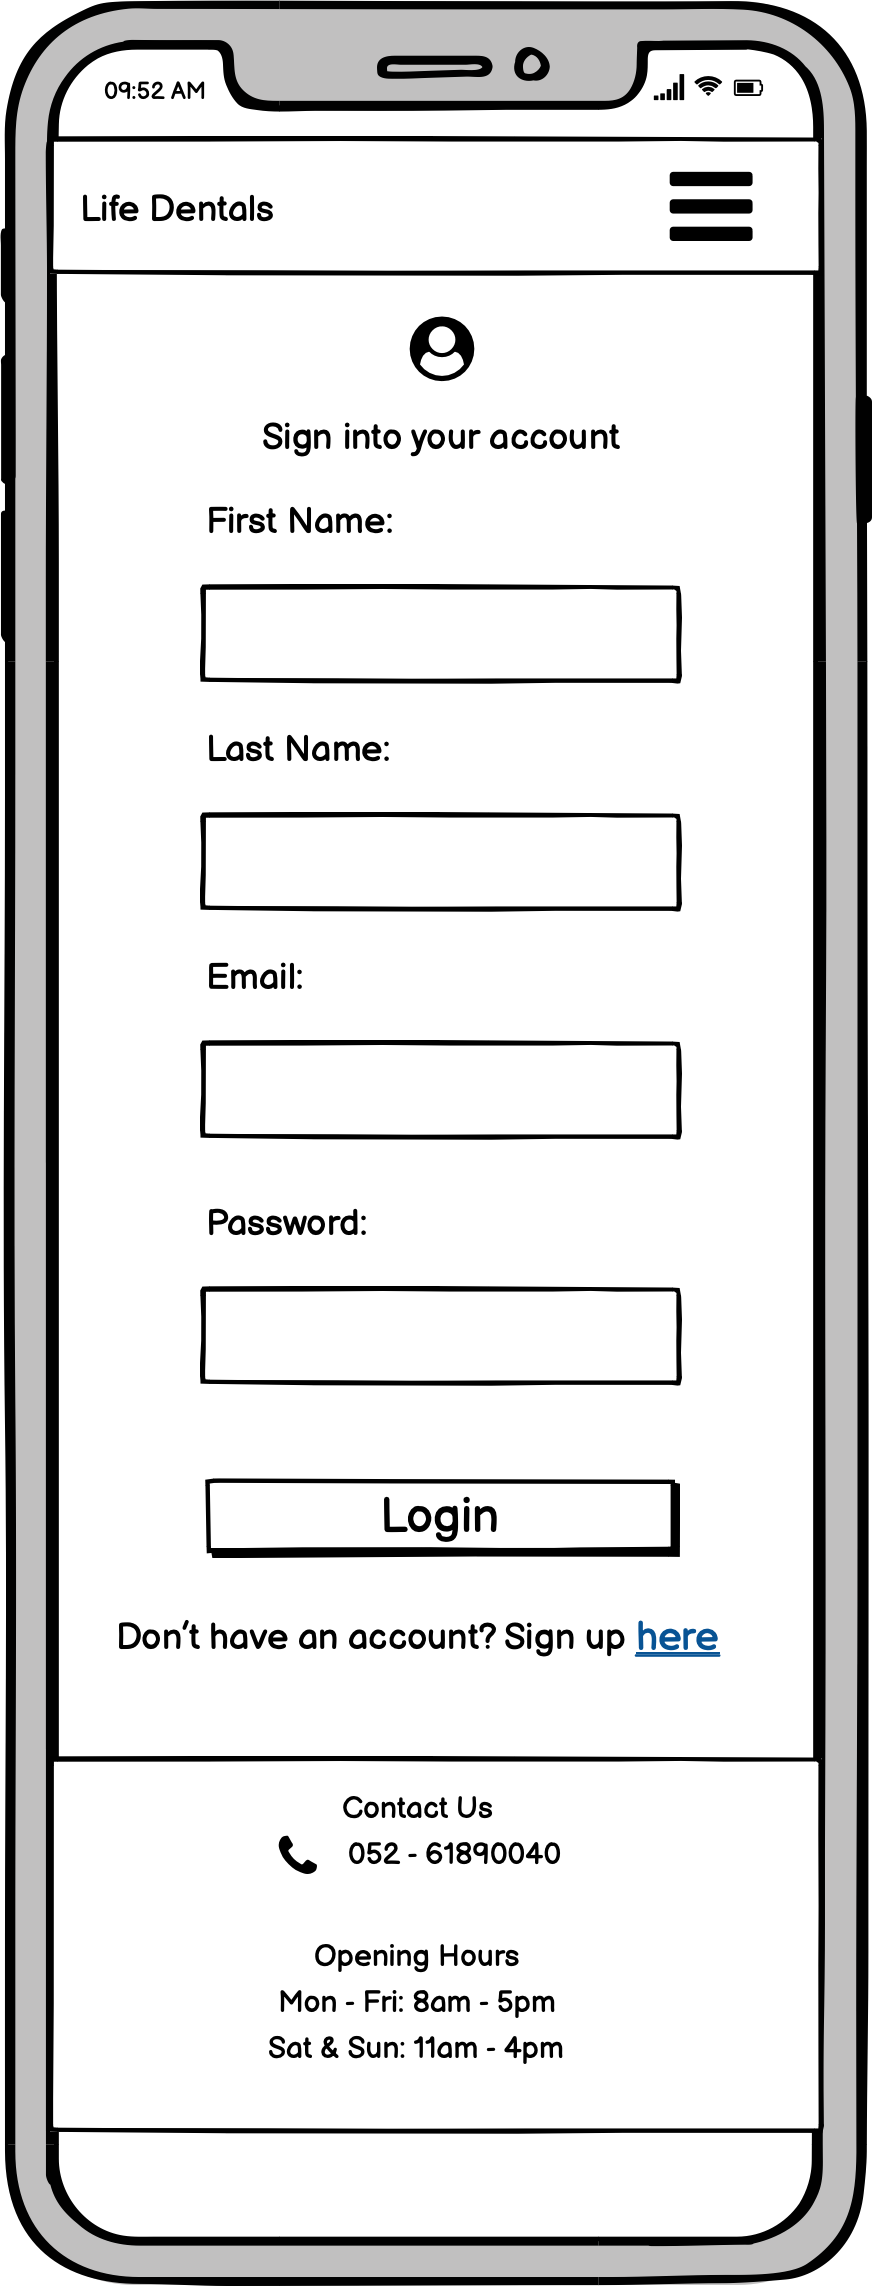 09:52 AM
Life Dentals
Sign into your account
First Name:
Last Name:
Email:
Password:
Login
Don't have an account? Sign up here
Contact Us
052 - 61890040
Opening Hours
Mon - Fri: 8am - 5pm
Sat & Sun: 11am - 4pm